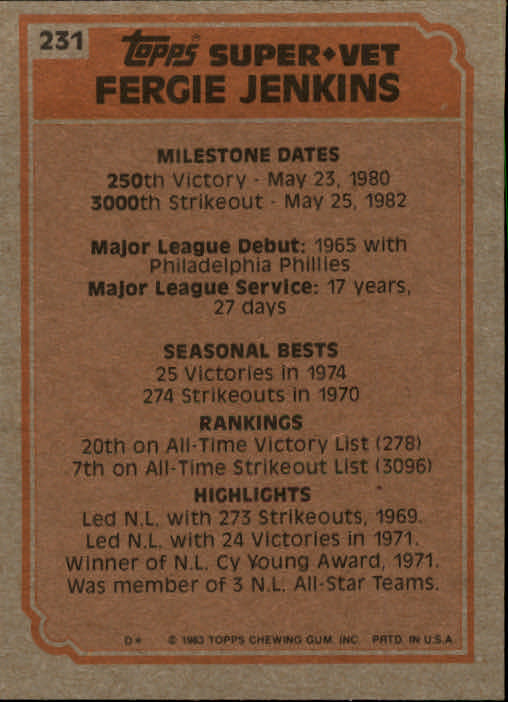 231
TOPPS SUPER♦VET
FERGIE JENKINS
MILESTONE DATES
250th Victory - May 23, 1980
3000th Strikeout - May 25, 1982
Major League Debut: 1965 with
Philadelphia Phillies
Major League Service: 17 years,
27 days
SEASONAL BESTS
25 Victories in 1974
274 Strikeouts in 1970
RANKINGS
20th on All-Time Victory List (278)
7th on All-Time Strikeout List (3096)
HIGHLIGHTS
Led N.L. with 273 Strikeouts, 1969.
Led N.L. with 24 Victories in 1971.
Winner of N.L. Cy Young Award, 1971.
Was member of 3 N.L. All-Star Teams.
D* © 1983 TOPPS CHEWING GUM, INC. PRTD. IN U.S.A.